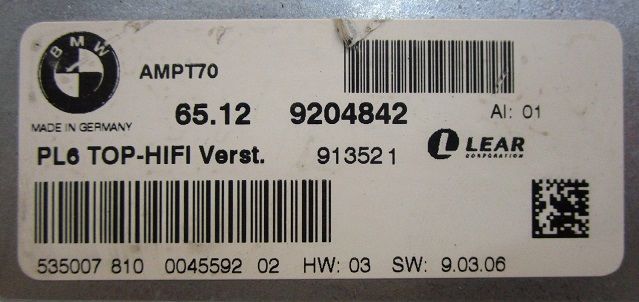 BMW
AMPT70
65.12 9204842 AI: 01
MADE IN GERMANY
PL6 TOP-HIFI Verst. 913521 LEAR
CORPORATION
535007 810 0045592 02 HW: 03 SW: 9.03.06